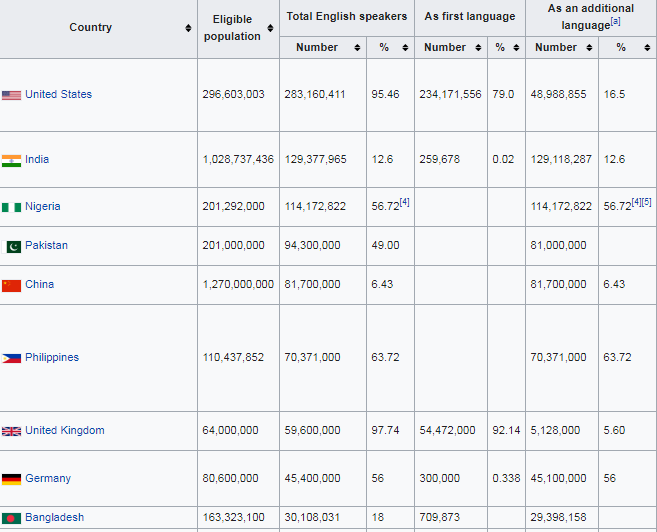 Country Eligible population Total English speakers As first language As an additional language[a]
Number % Number % Number %
United States 296,603,003 283,160,411 95.46 234,171,556 79.0 48,988,855 16.5
India 1,028,737,436 129,377,965 12.6 259,678 0.02 129,118,287 12.6
Nigeria 201,292,000 114,172,822 56.72[4] 114,172,822 56.72[4][5]
Pakistan 201,000,000 94,300,000 49.00 81,000,000
China 1,270,000,000 81,700,000 6.43 81,700,000 6.43
Philippines 110,437,852 70,371,000 63.72 70,371,000 63.72
United Kingdom 64,000,000 59,600,000 97.74 54,472,000 92.14 5,128,000 5.60
Germany 80,600,000 45,400,000 56 300,000 0.338 45,100,000 56
Bangladesh 163,323,100 30,108,031 18 709,873 29,398,158